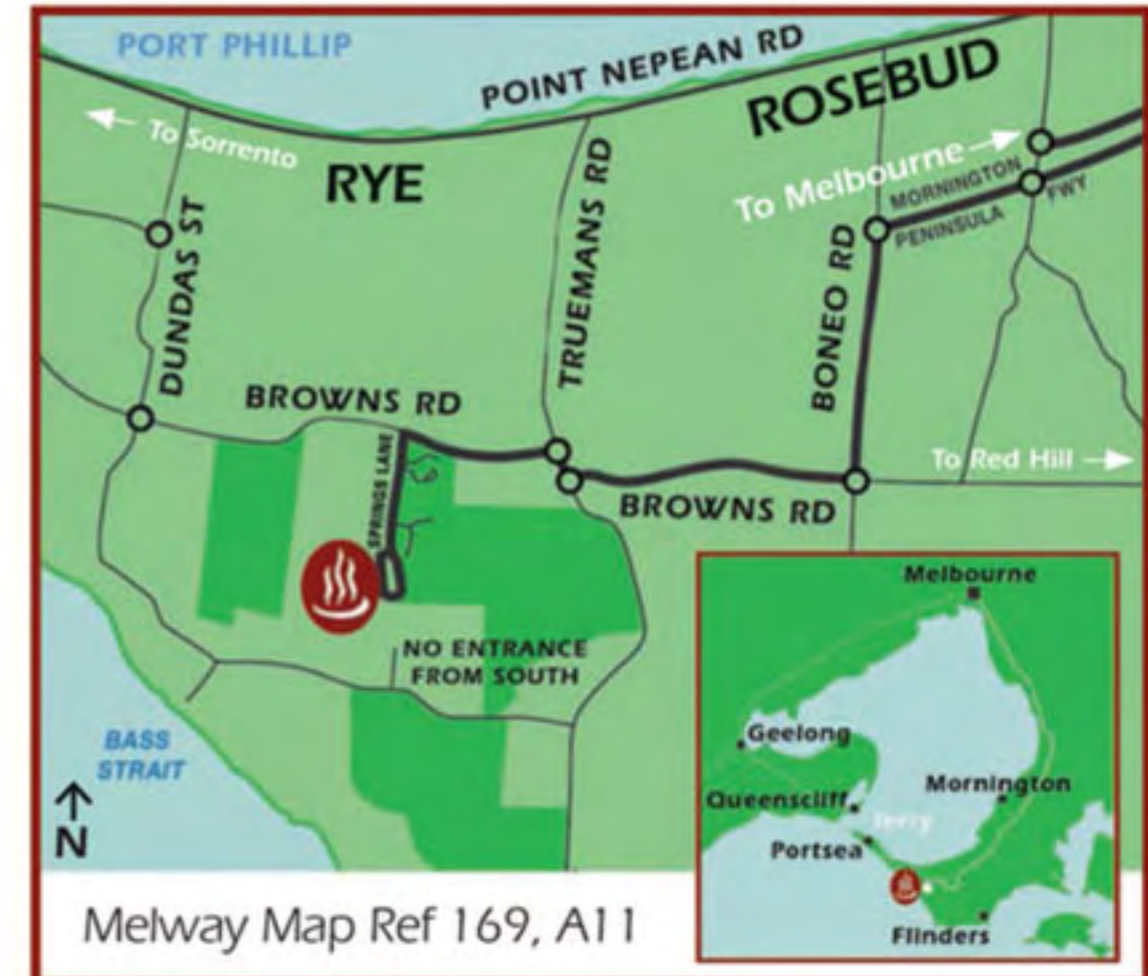 PORT PHILLIP
POINT NEPEAN RD
ROSEBUD
To Sorrento
RYE
To Melbourne
MORNINGTON
PENINSULA
FWY
DUNDAS ST
TRUEMANS RD
BONEO RD
BROWNS RD
To Red Hill
SPRINGS LANE
BROWNS RD
NO ENTRANCE
FROM SOUTH
BASS
STRAIT
N
Melbourne
Geelong
Mornington
Queenscliff
ferry
Portsea
Flinders
Melway Map Ref 169, A11